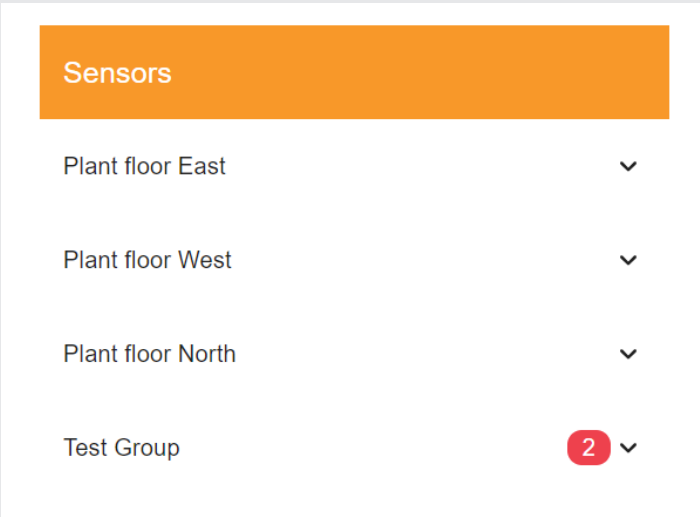 Sensors
Plant floor East
Plant floor West
Plant floor North
Test Group 2